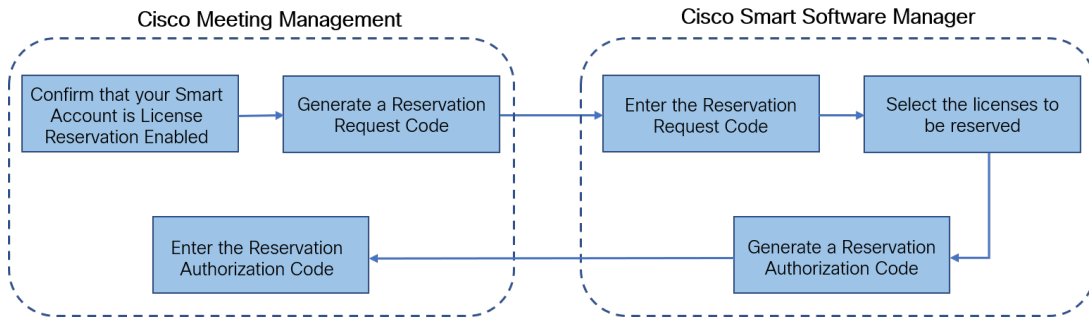 Cisco Meeting Management
Cisco Smart Software Manager
Confirm that your Smart
Account is License
Reservation Enabled
Generate a Reservation
Request Code
Enter the Reservation
Request Code
Select the licenses to
be reserved
Enter the Reservation
Authorization Code
Generate a Reservation
Authorization Code